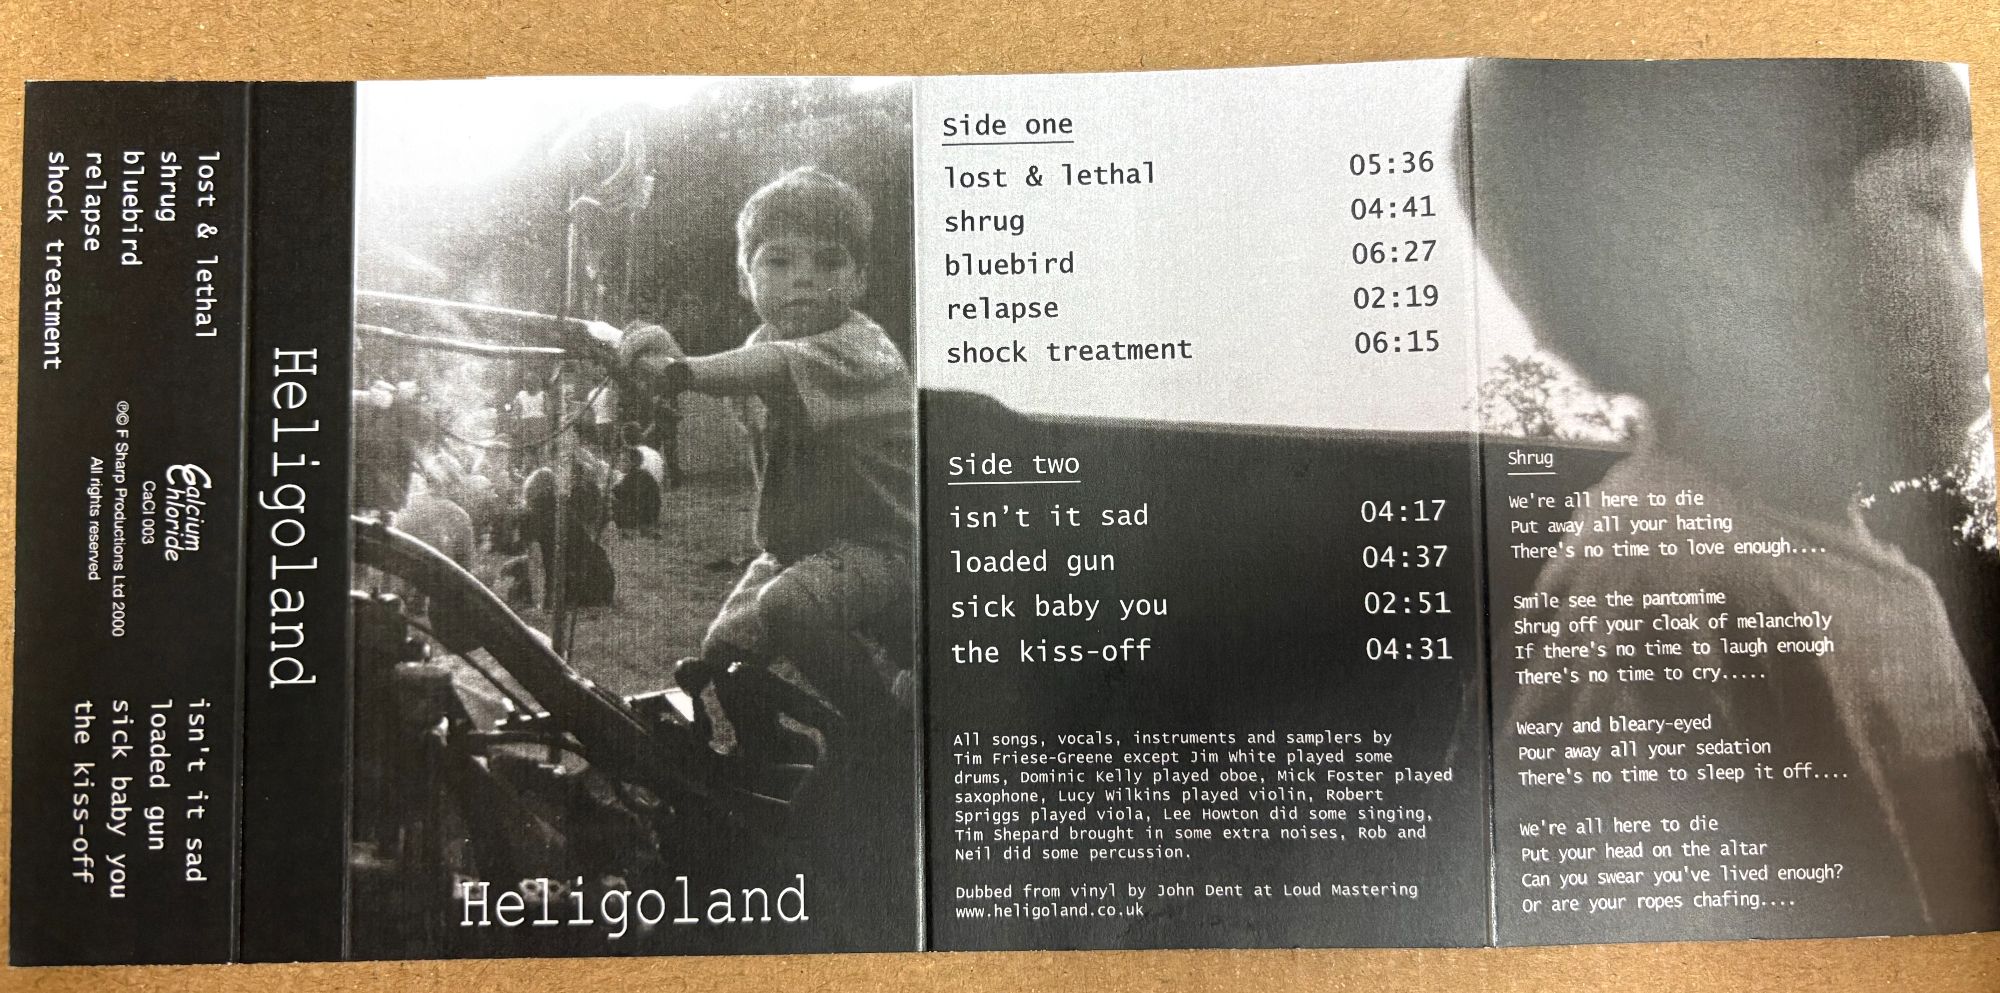 lost & lethal
shrug
bluebird
relapse
shock treatment
Calcium
Chloride
CaCl 003
℗© F Sharp Productions Ltd 2000
All rights reserved
isn't it sad
loaded gun
sick baby you
the kiss-off
Heligoland
Heligoland
Side one
lost & lethal 05:36
shrug 04:41
bluebird 06:27
relapse 02:19
shock treatment 06:15
Side two
isn't it sad 04:17
loaded gun 04:37
sick baby you 02:51
the kiss-off 04:31
All songs, vocals, instruments and samplers by
Tim Friese-Greene except Jim White played some
drums, Dominic Kelly played oboe, Mick Foster played
saxophone, Lucy Wilkins played violin, Robert
Spriggs played viola, Lee Howton did some singing,
Tim Shepard brought in some extra noises, Rob and
Neil did some percussion.
Dubbed from vinyl by John Dent at Loud Mastering
www.heligoland.co.uk
Shrug
We're all here to die
Put away all your hating
There's no time to love enough....
Smile see the pantomime
Shrug off your cloak of melancholy
If there's no time to laugh enough
There's no time to cry.....
Weary and bleary-eyed
Pour away all your sedation
There's no time to sleep it off....
We're all here to die
Put your head on the altar
Can you swear you've lived enough?
Or are your ropes chafing....